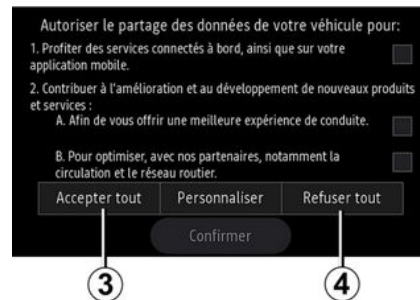 Autoriser le partage des données de votre véhicule pour:
1. Profiter des services connectés à bord, ainsi que sur votre
application mobile.
2. Contribuer à l'amélioration et au développement de nouveaux produits
et services :
A. Afin de vous offrir une meilleure expérience de conduite.
B. Pour optimiser, avec nos partenaires, notamment la
circulation et le réseau routier.
Accepter tout Personnaliser Refuser tout
Confirmer
3 4